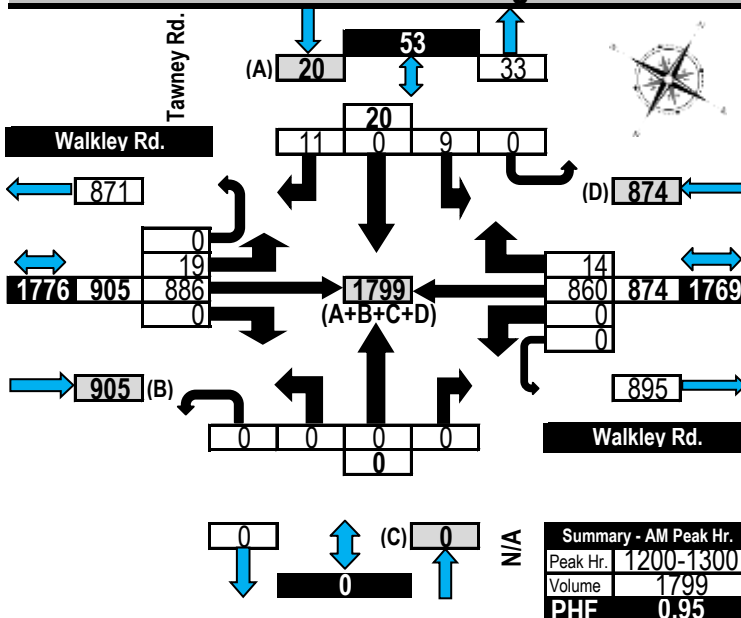 Tawney Rd.
53
(A) 20
33
20
11 0 9 0
Walkley Rd.
871
(D) 874
0
19
1776 905 886
0
1799
(A+B+C+D)
14
860 874 1769
0
0
905 (B)
895
0 0 0 0
0
Walkley Rd.
0
(C) 0
0
N/A
Summary - AM Peak Hr.
Peak Hr. 1200-1300
Volume 1799
PHF 0.95